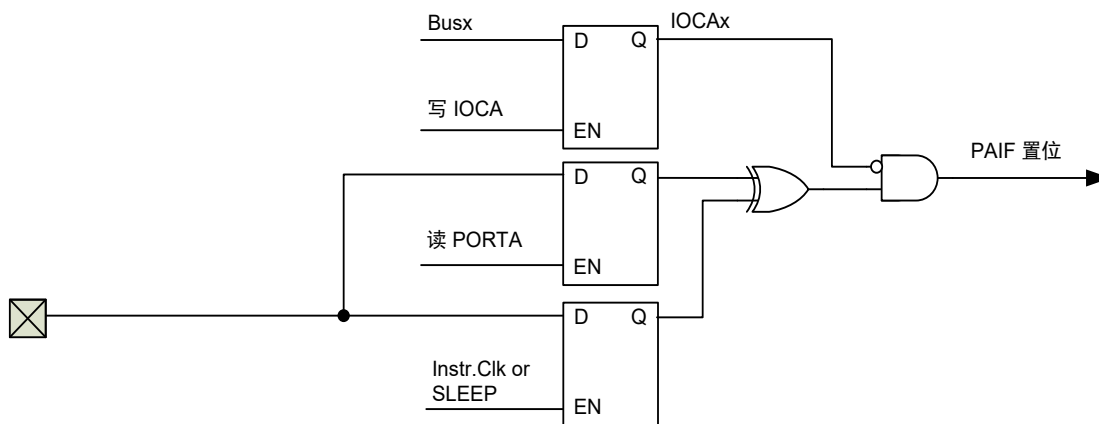 Busx
D
Q
IOCAx
写 IOCA
EN
D
Q
PAIF 置位
读 PORTA
EN
D
Q
Instr.Clk or
SLEEP
EN